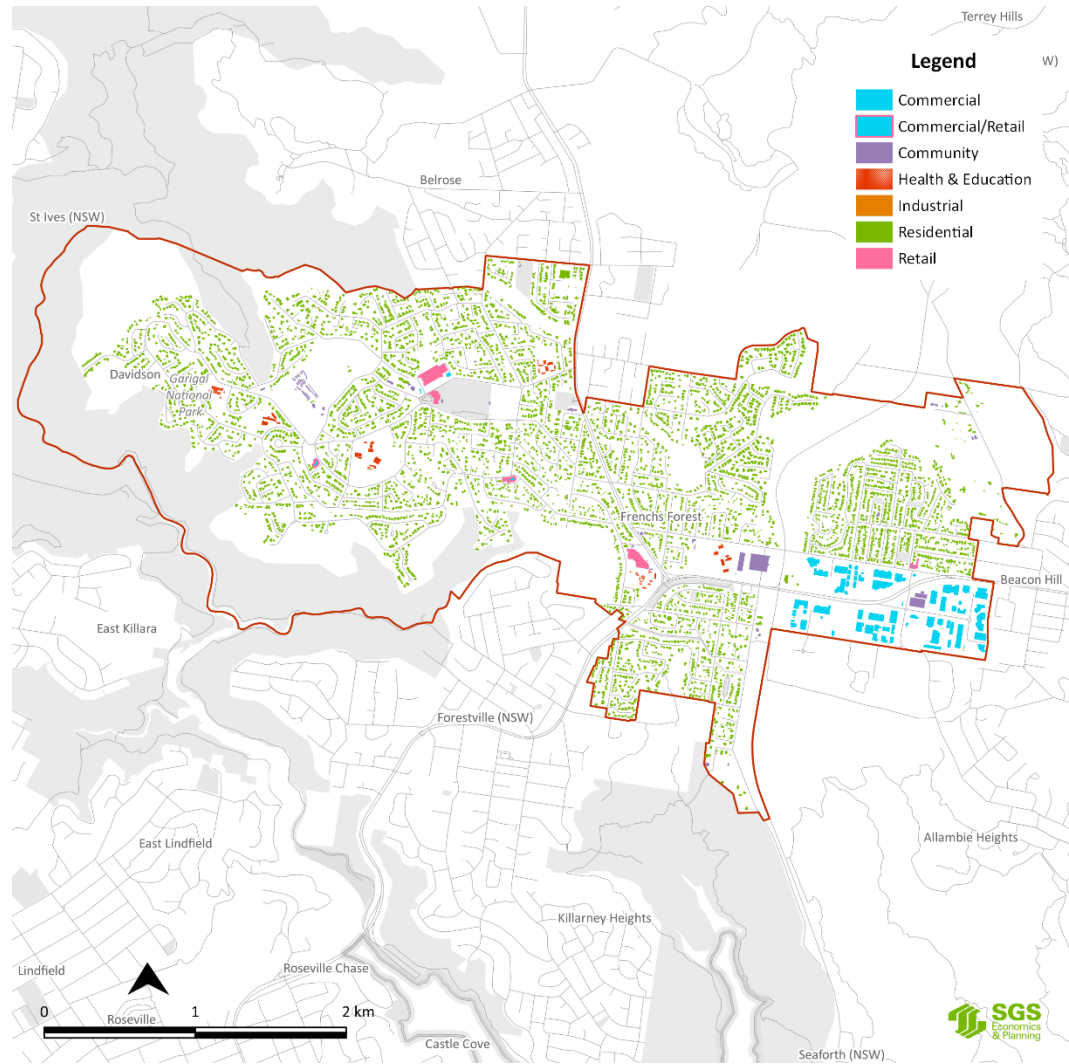 Terrey Hills
Legend
W)
Commercial
Commercial/Retail
Community
Health & Education
Industrial
Residential
Retail
Belrose
St Ives (NSW)
Davidson
Garigal
National
Park
Frenchs Forest
Beacon Hill
East Killara
Forestville (NSW)
East Lindfield
Allambie Heights
Killarney Heights
Lindfield
Roseville Chase
0
1
2 km
Roseville
Castle Cove
SGS
Economics
& Planning
Seaforth (NSW)